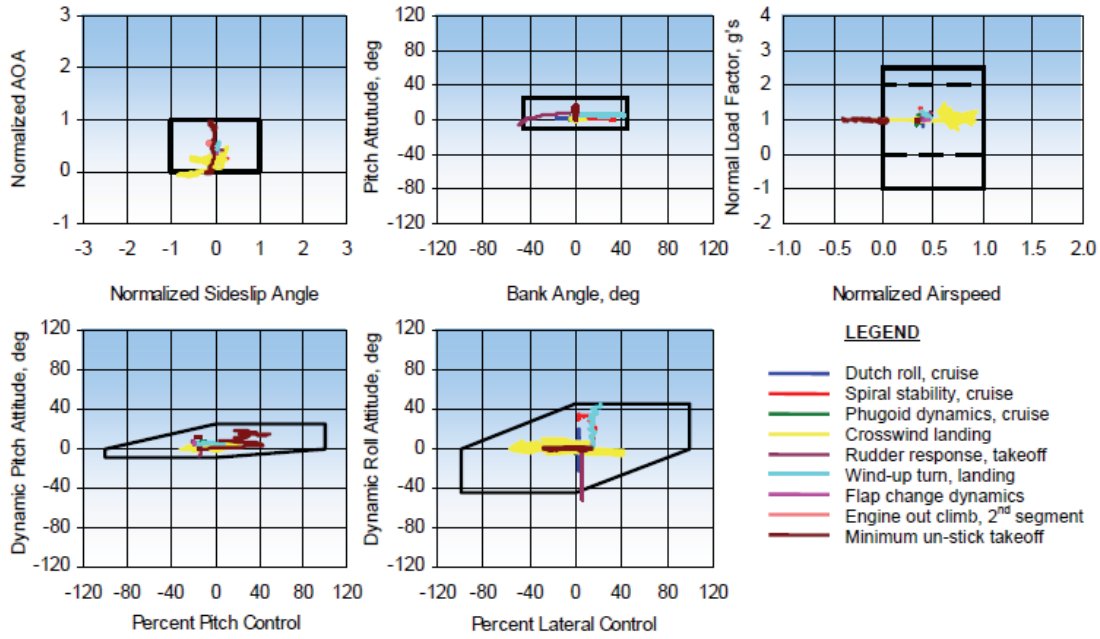 Normalized AOA
3
2
1
0
-1
-3 -2 -1 0 1 2 3
Normalized Sideslip Angle
Pitch Attutude, deg
120
80
40
0
-40
-80
-120
-120 -80 -40 0 40 80 120
Bank Angle, deg
Normal Load Factor, g's
4
3
2
1
0
-1
-2
-1.0 -0.5 0.0 0.5 1.0 1.5 2.0
Normalized Airspeed
Dynamic Pitch Attitude, deg
120
80
40
0
-40
-80
-120
-120 -80 -40 0 40 80 120
Percent Pitch Control
Dynamic Roll Attitude, deg
120
80
40
0
-40
-80
-120
-120 -80 -40 0 40 80 120
Percent Lateral Control
LEGEND
Dutch roll, cruise
Spiral stability, cruise
Phugoid dynamics, cruise
Crosswind landing
Rudder response, takeoff
Wind-up turn, landing
Flap change dynamics
Engine out climb, 2nd segment
Minimum un-stick takeoff